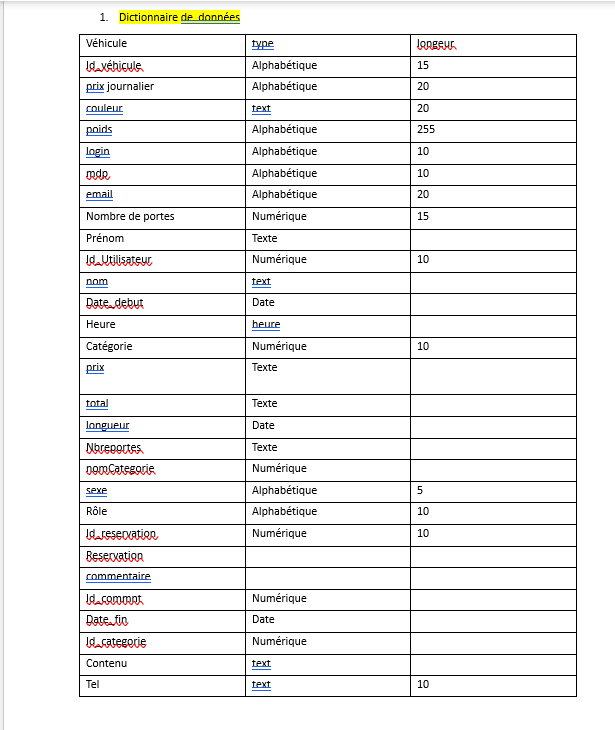 1. Dictionnaire de données
Véhicule type longeur
Id_véhicule Alphabétique 15
prix journalier Alphabétique 20
couleur text 20
poids Alphabétique 255
login Alphabétique 10
mdp Alphabétique 10
email Alphabétique 20
Nombre de portes Numérique 15
Prénom Texte
Id_Utilisateur Numérique 10
nom text
Date_debut Date
Heure heure
Catégorie Numérique 10
prix Texte
total Texte
longueur Date
Nbreportes Texte
nomCategorie Numérique
sexe Alphabétique 5
Rôle Alphabétique 10
Id_reservation Numérique 10
Reservation
commentaire
Id_commnt Numérique
Date_fin Date
Id_categorie Numérique
Contenu text
Tel text 10